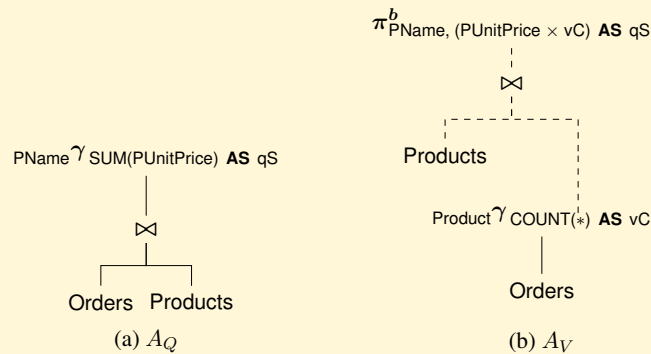 PName γ SUM(PUnitPrice) AS qS
⋈
Orders Products
(a) A_Q
π^b PName, (PUnitPrice × vC) AS qS
⋈
Products
Product γ COUNT(*) AS vC
Orders
(b) A_V